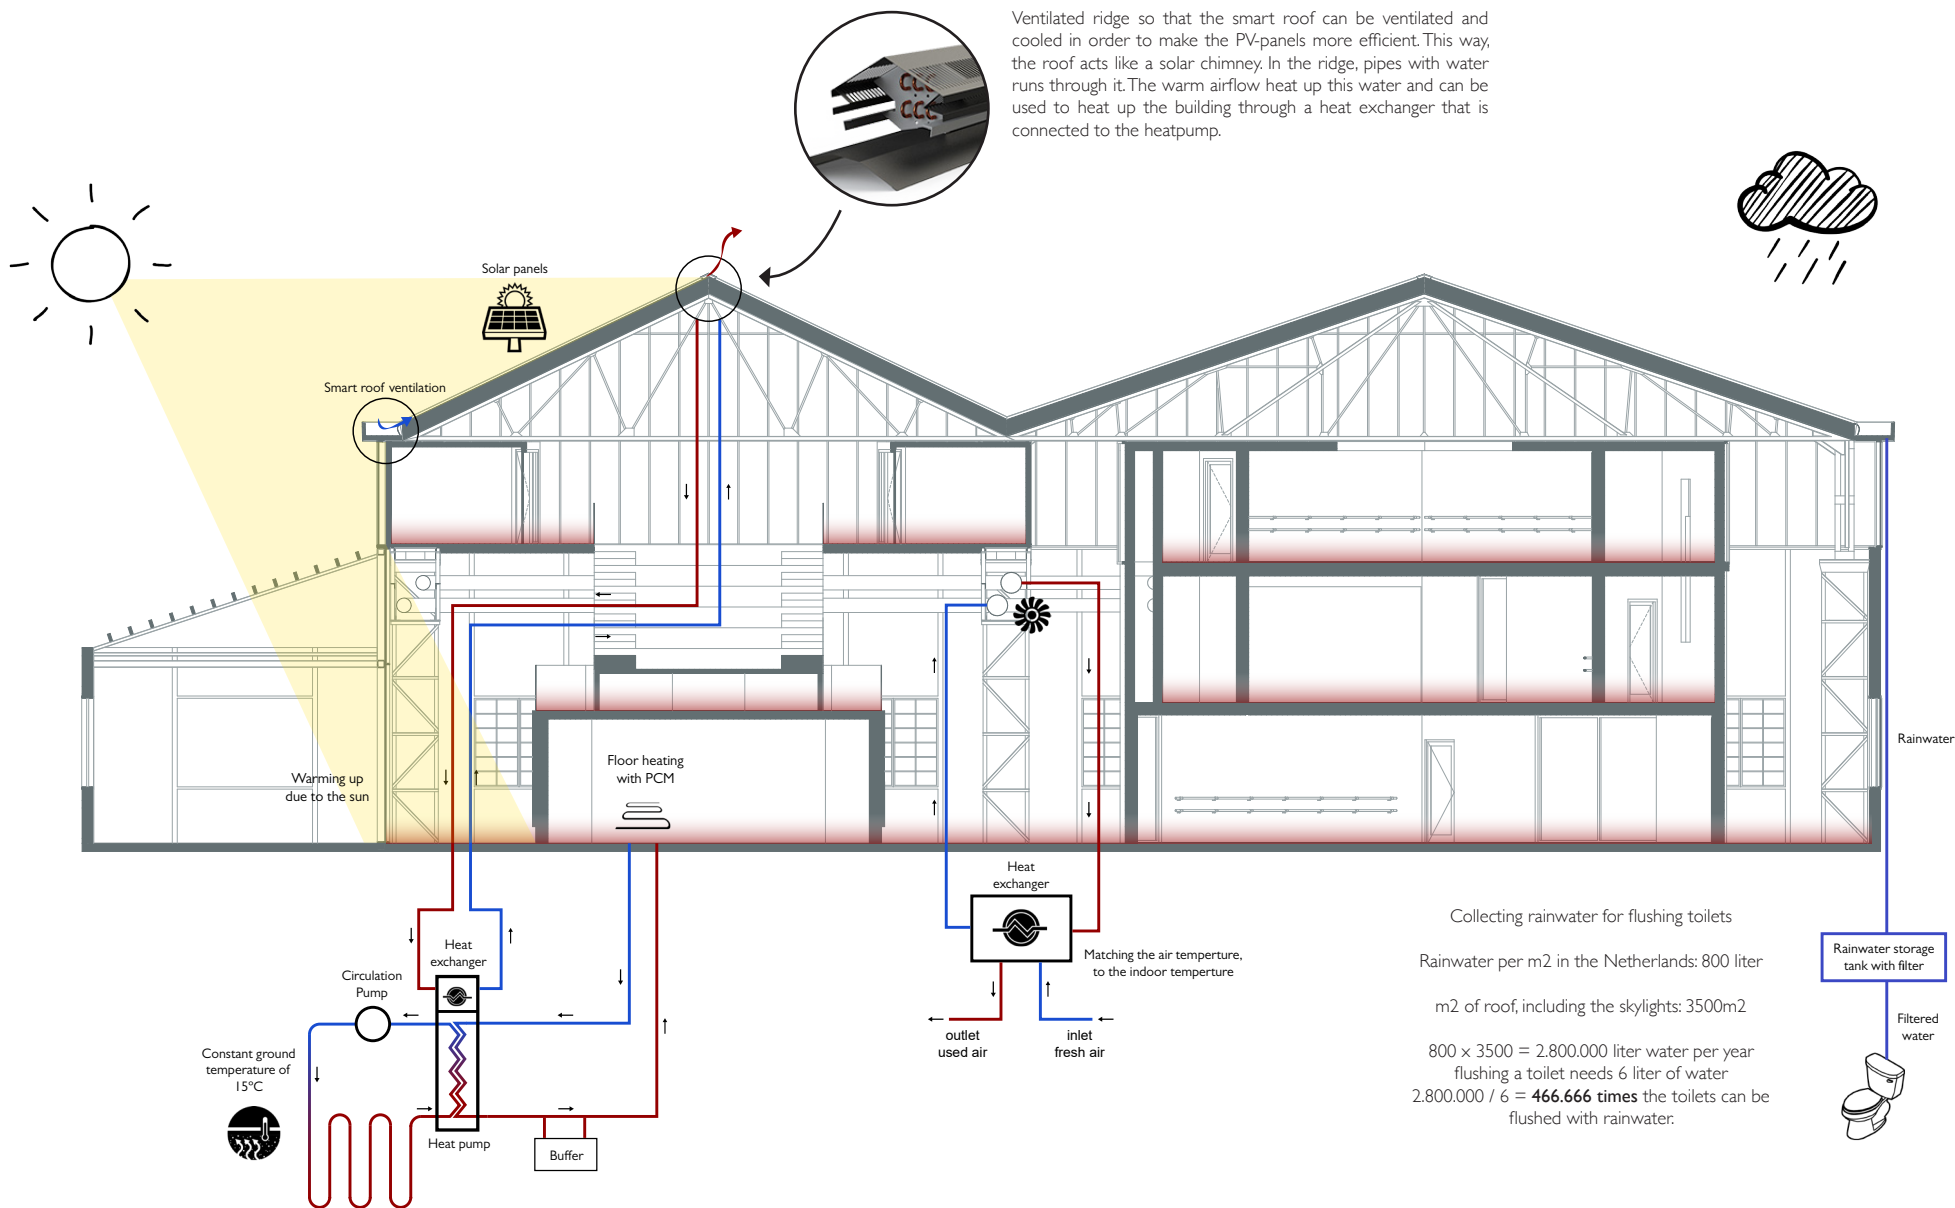 Ventilated ridge so that the smart roof can be ventilated and
cooled in order to make the PV-panels more efficient. This way,
the roof acts like a solar chimney. In the ridge, pipes with water
runs through it. The warm airflow heat up this water and can be
used to heat up the building through a heat exchanger that is
connected to the heatpump.
Solar panels
Smart roof ventilation
Warming up
due to the sun
Floor heating
with PCM
Rainwater
Heat
exchanger
Matching the air temperture,
to the indoor temperture
outlet
used air
inlet
fresh air
Heat
exchanger
Circulation
Pump
Constant ground
temperature of
15°C
Heat pump
Buffer
Collecting rainwater for flushing toilets
Rainwater per m2 in the Netherlands: 800 liter
m2 of roof, including the skylights: 3500m2
800 x 3500 = 2.800.000 liter water per year
flushing a toilet needs 6 liter of water
2.800.000 / 6 = 466.666 times the toilets can be
flushed with rainwater.
Rainwater storage
tank with filter
Filtered
water